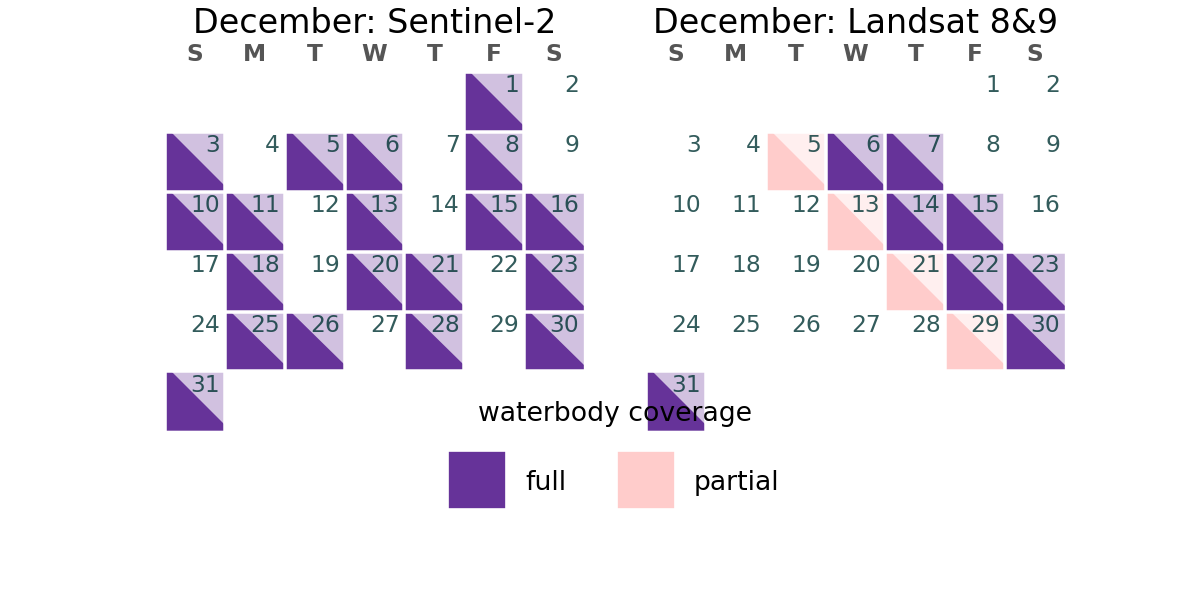 December: Sentinel-2
S M T W T F S
1 2
3 4 5 6 7 8 9
10 11 12 13 14 15 16
17 18 19 20 21 22 23
24 25 26 27 28 29 30
31
December: Landsat 8&9
S M T W T F S
1 2
3 4 5 6 7 8 9
10 11 12 13 14 15 16
17 18 19 20 21 22 23
24 25 26 27 28 29 30
31
waterbody coverage
full partial